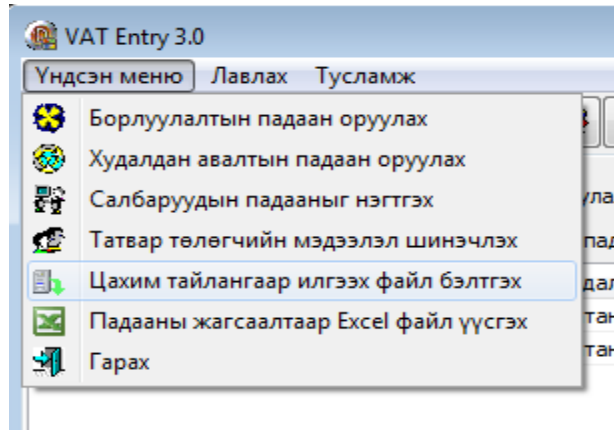 VAT Entry 3.0
Үндсэн меню Лавлах Тусламж
Борлуулалтын падаан оруулах
Худалдан авалтын падаан оруулах
Салбаруудын падааныг нэгтгэх
Татвар төлөгчийн мэдээлэл шинэчлэх
Цахим тайлангаар илгээх файл бэлтгэх
Падааны жагсаалтаар Excel файл үүсгэх
Гарах